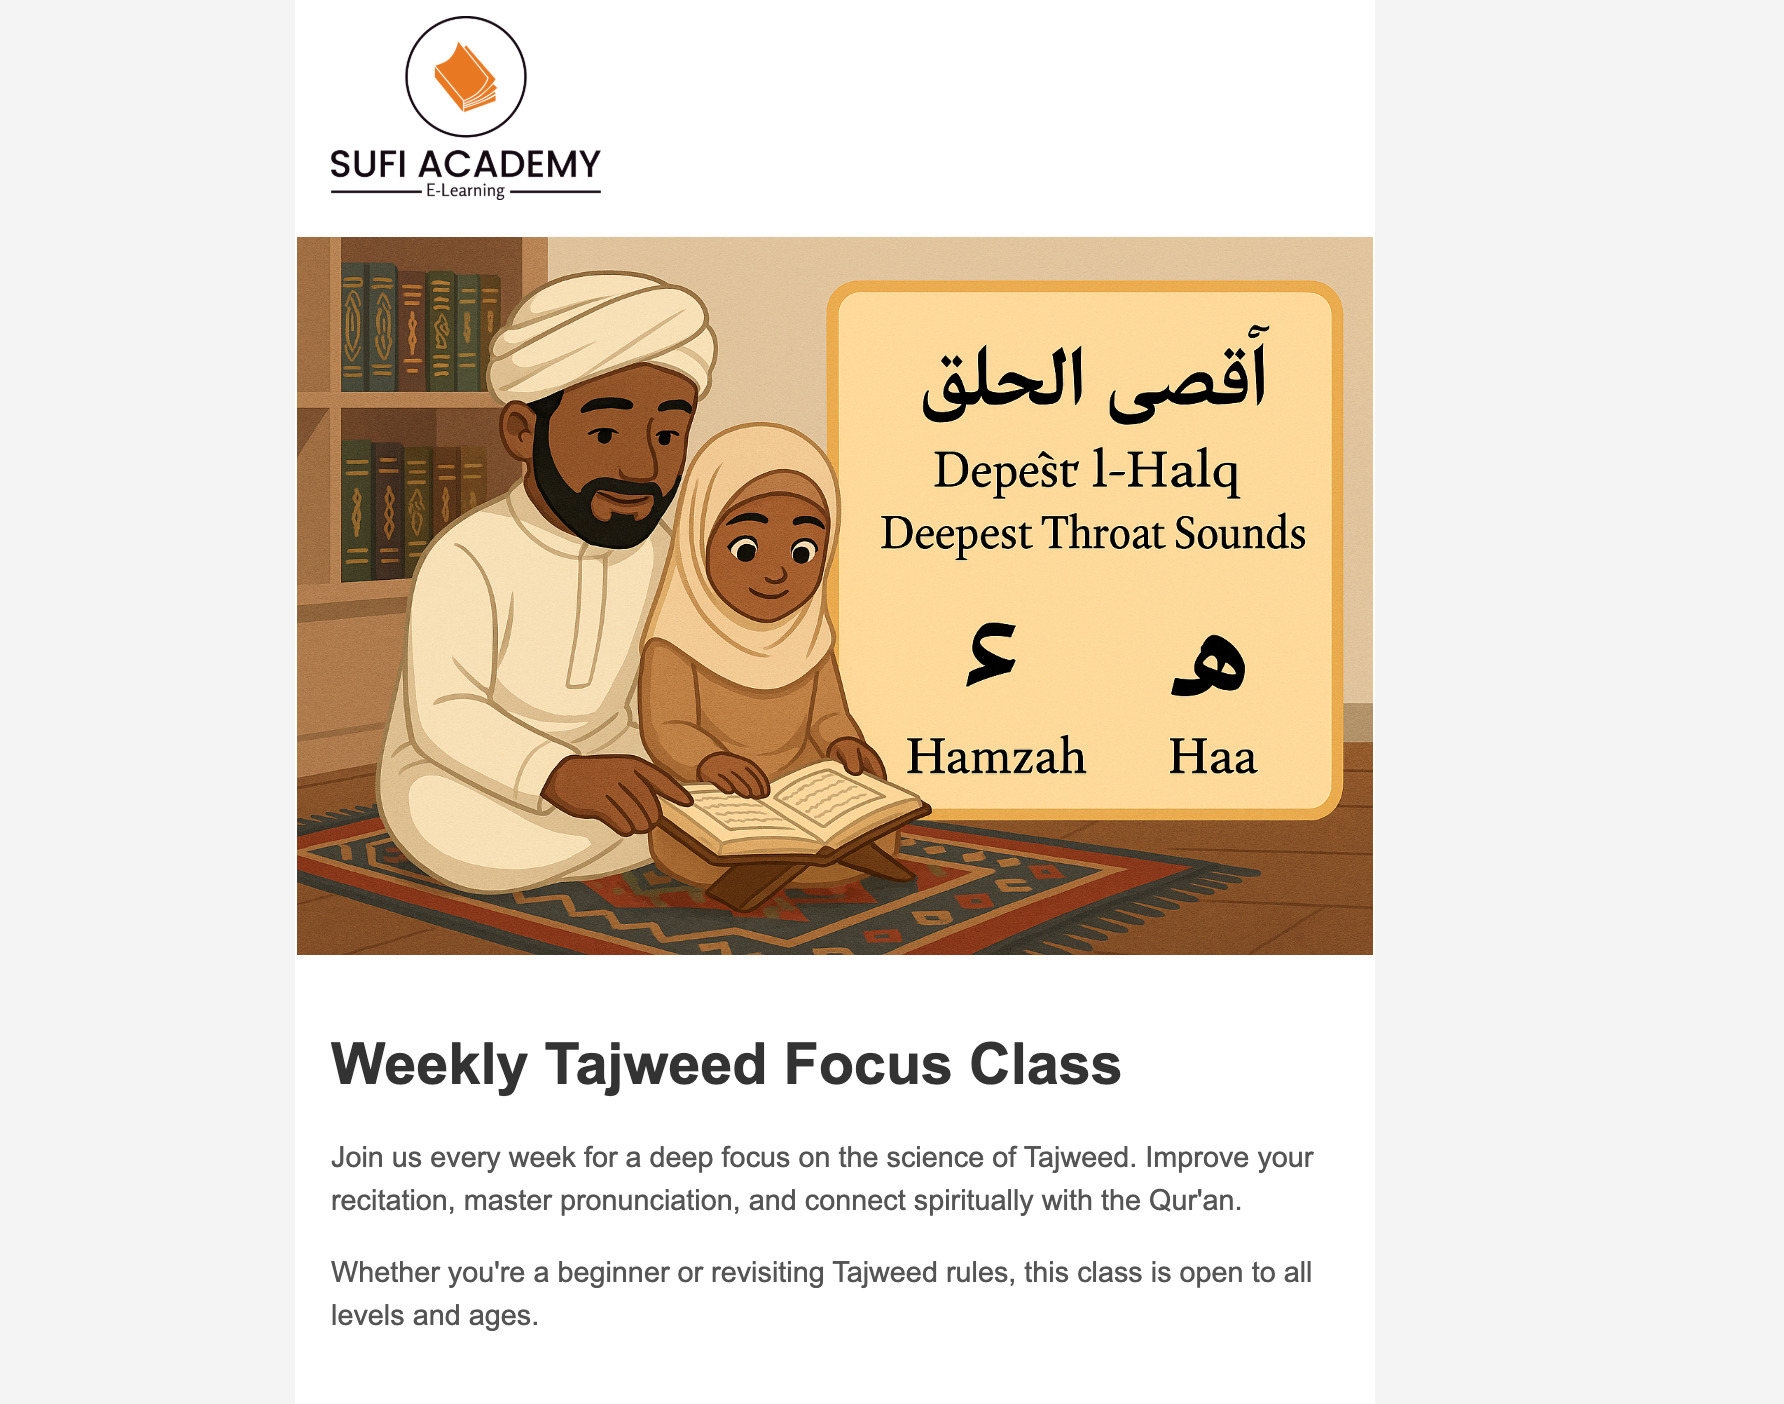 SUFI ACADEMY
E-Learning
أقصى الحلق
Depesr l-Halq
Deepest Throat Sounds
ء ه
Hamzah Haa
Weekly Tajweed Focus Class
Join us every week for a deep focus on the science of Tajweed. Improve your
recitation, master pronunciation, and connect spiritually with the Qur'an.
Whether you're a beginner or revisiting Tajweed rules, this class is open to all
levels and ages.